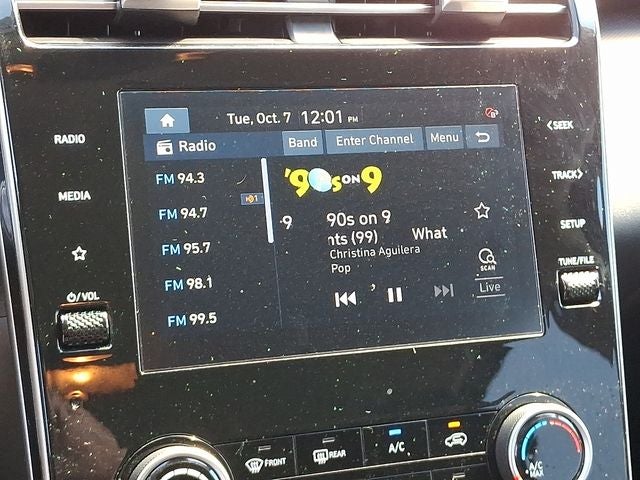 Tue, Oct. 7 12:01 PM
Radio Band Enter Channel Menu
FM 94.3
FM 94.7
FM 95.7
FM 98.1
FM 99.5
'90s ON 9
·9 90s on 9
nts (99) What
Christina Aguilera
Pop
SCAN
Live
RADIO
MEDIA
VOL
<SEEK
TRACK>
SETUP
TUNE/FILE
FRONT
REAR
A/C
A/C
MAX